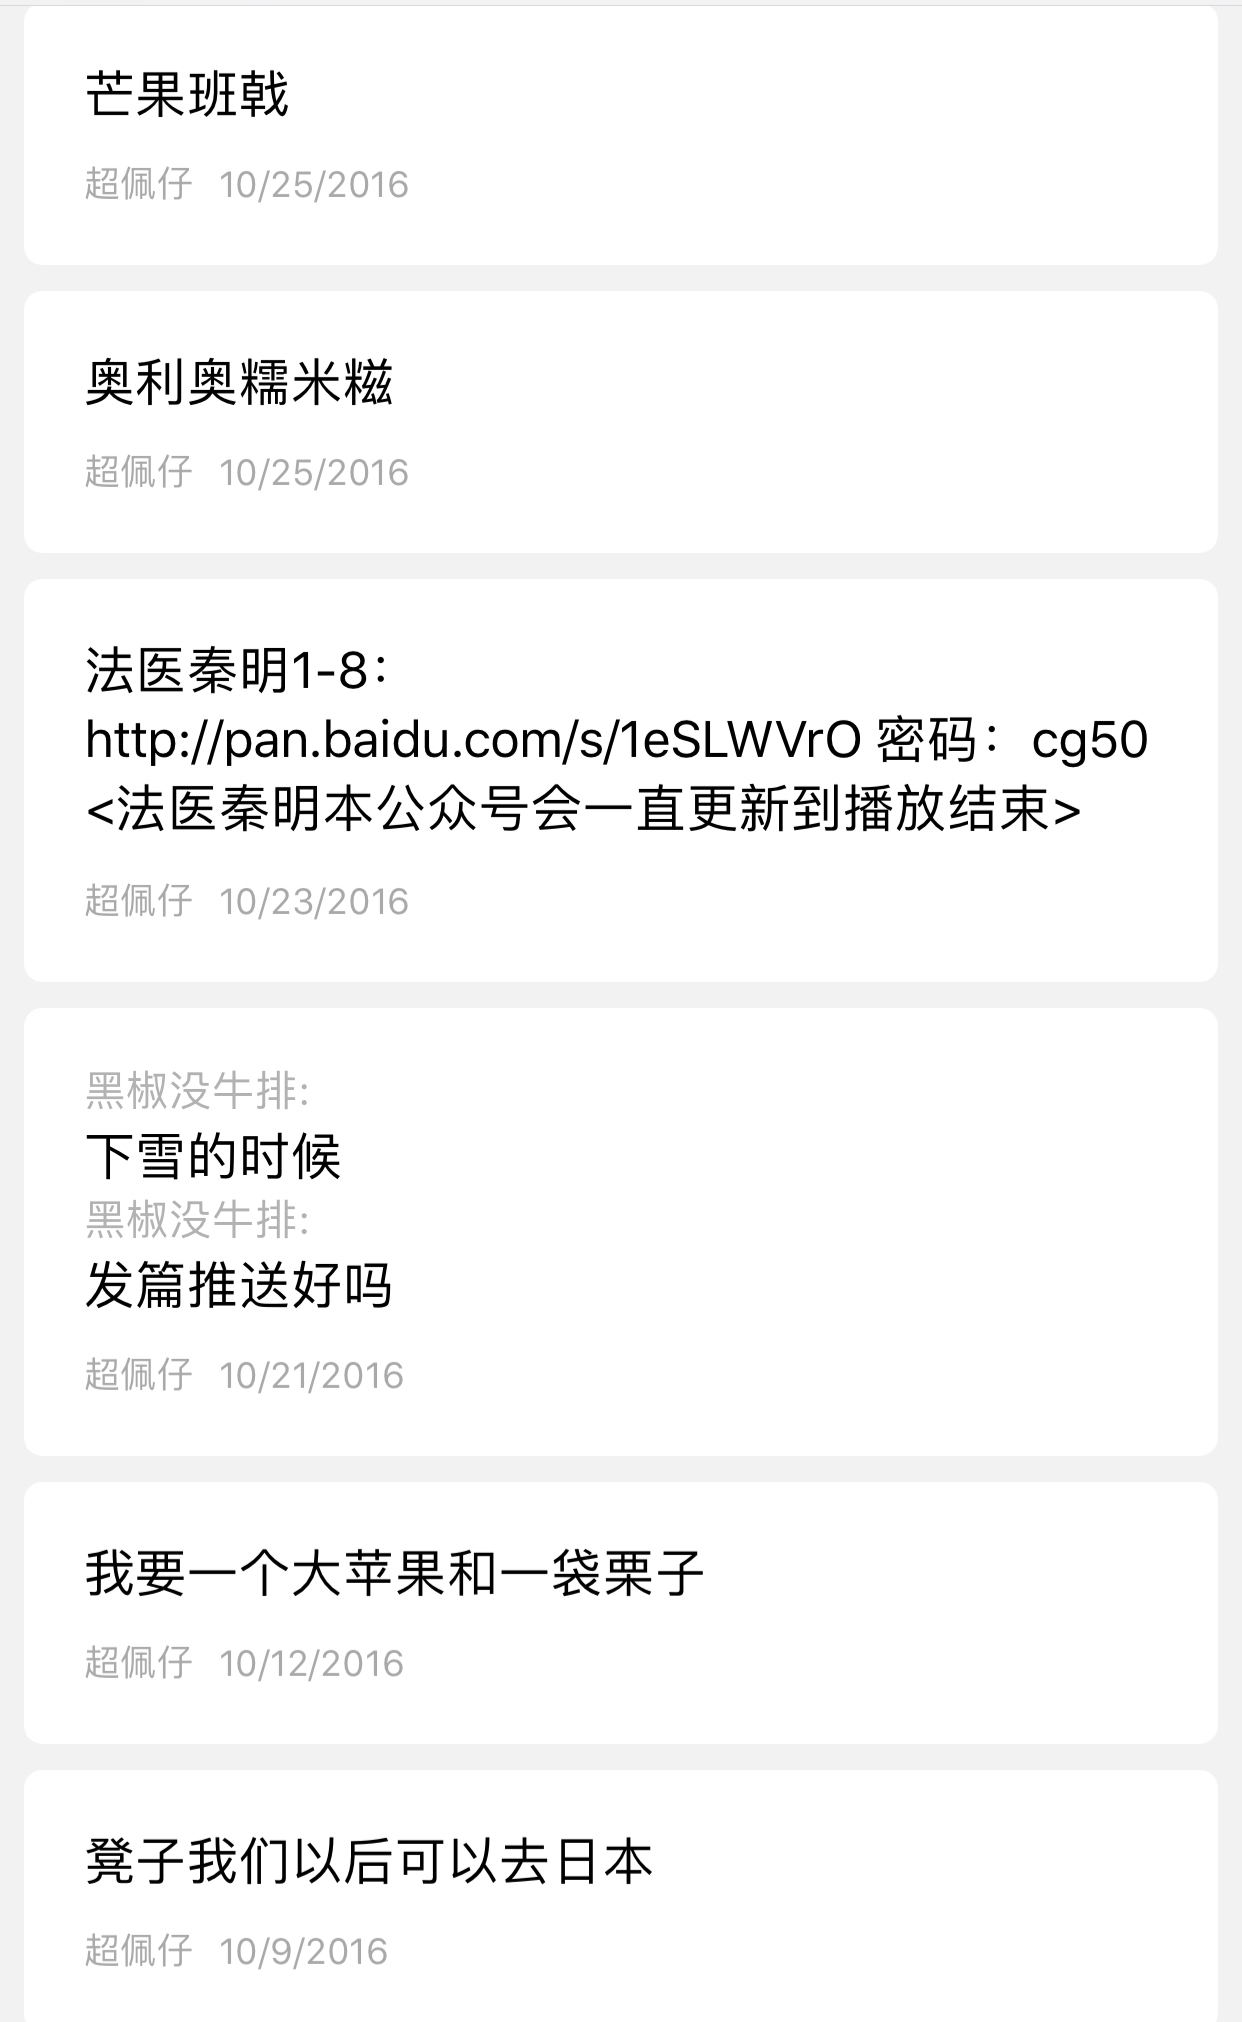 芒果班戟
超佩仔 10/25/2016
奥利奥糯米糍
超佩仔 10/25/2016
法医秦明1-8：
http://pan.baidu.com/s/1eSLWVrO 密码：cg50
<法医秦明本公众号会一直更新到播放结束>
超佩仔 10/23/2016
黑椒没牛排:
下雪的时候
黑椒没牛排:
发篇推送好吗
超佩仔 10/21/2016
我要一个大苹果和一袋栗子
超佩仔 10/12/2016
凳子我们以后可以去日本
超佩仔 10/9/2016